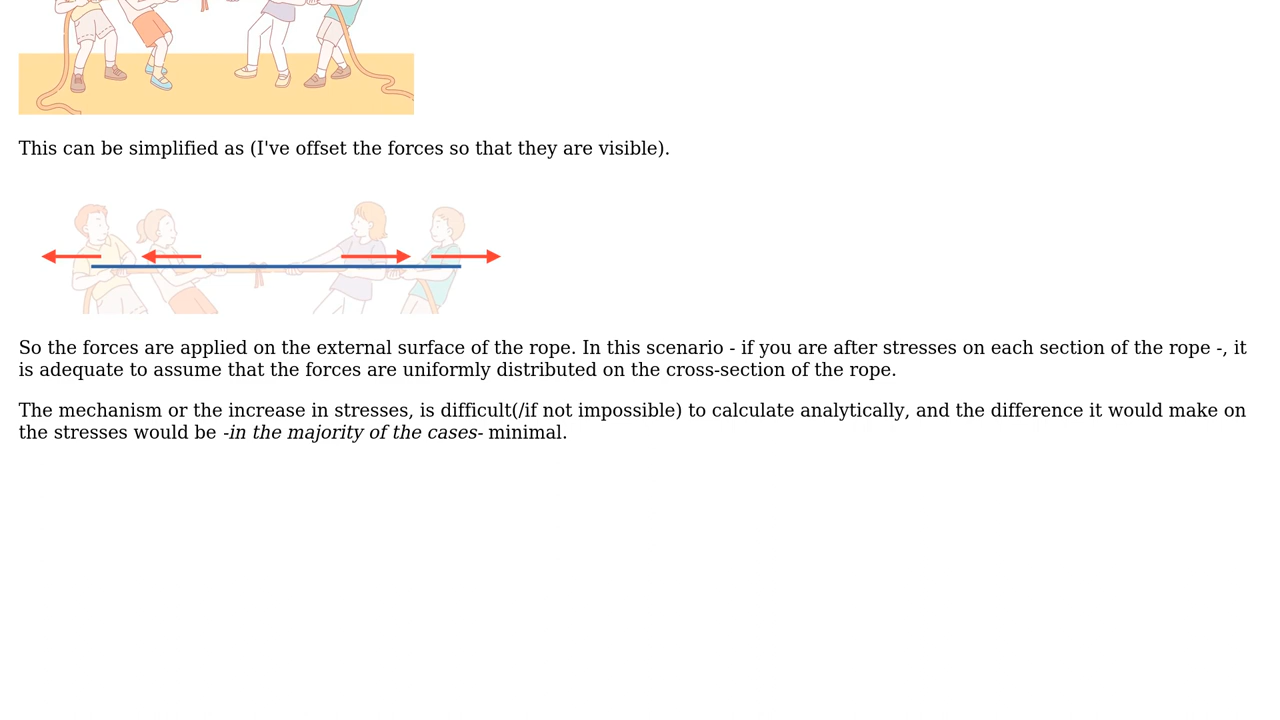 This can be simplified as (I've offset the forces so that they are visible).
So the forces are applied on the external surface of the rope. In this scenario - if you are after stresses on each section of the rope -, it
is adequate to assume that the forces are uniformly distributed on the cross-section of the rope.
The mechanism or the increase in stresses, is difficult(/if not impossible) to calculate analytically, and the difference it would make on
the stresses would be -in the majority of the cases- minimal.